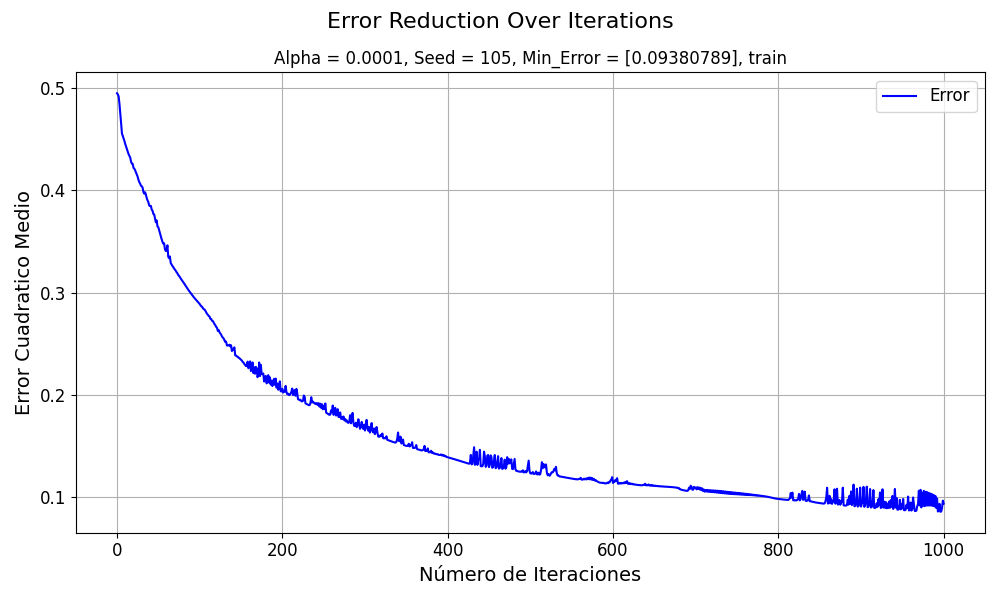 Error Reduction Over Iterations
Alpha = 0.0001, Seed = 105, Min_Error = [0.09380789], train
Error
0.5
0.4
0.3
0.2
0.1
Error Cuadratico Medio
0 200 400 600 800 1000
Número de Iteraciones